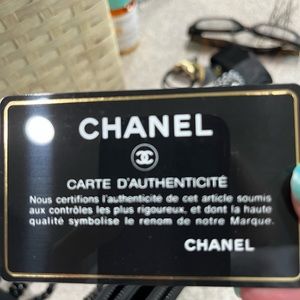 CHANEL
CARTE D'AUTHENTICITÉ
Nous certifions l'authenticité de cet article soumis
aux contrôles les plus rigoureux, et dont la haute
qualité symbolise le renom de notre Marque.
CHANEL